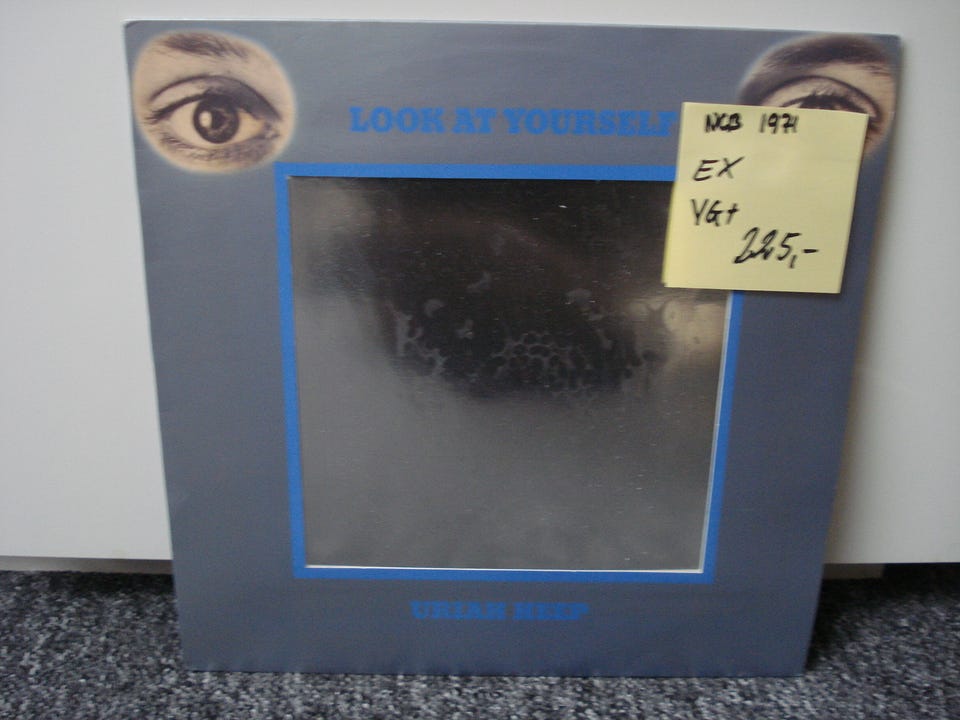 LOOK AT YOURSELF
NCB 1971
EX
VG+
225,-
URIAH HEEP